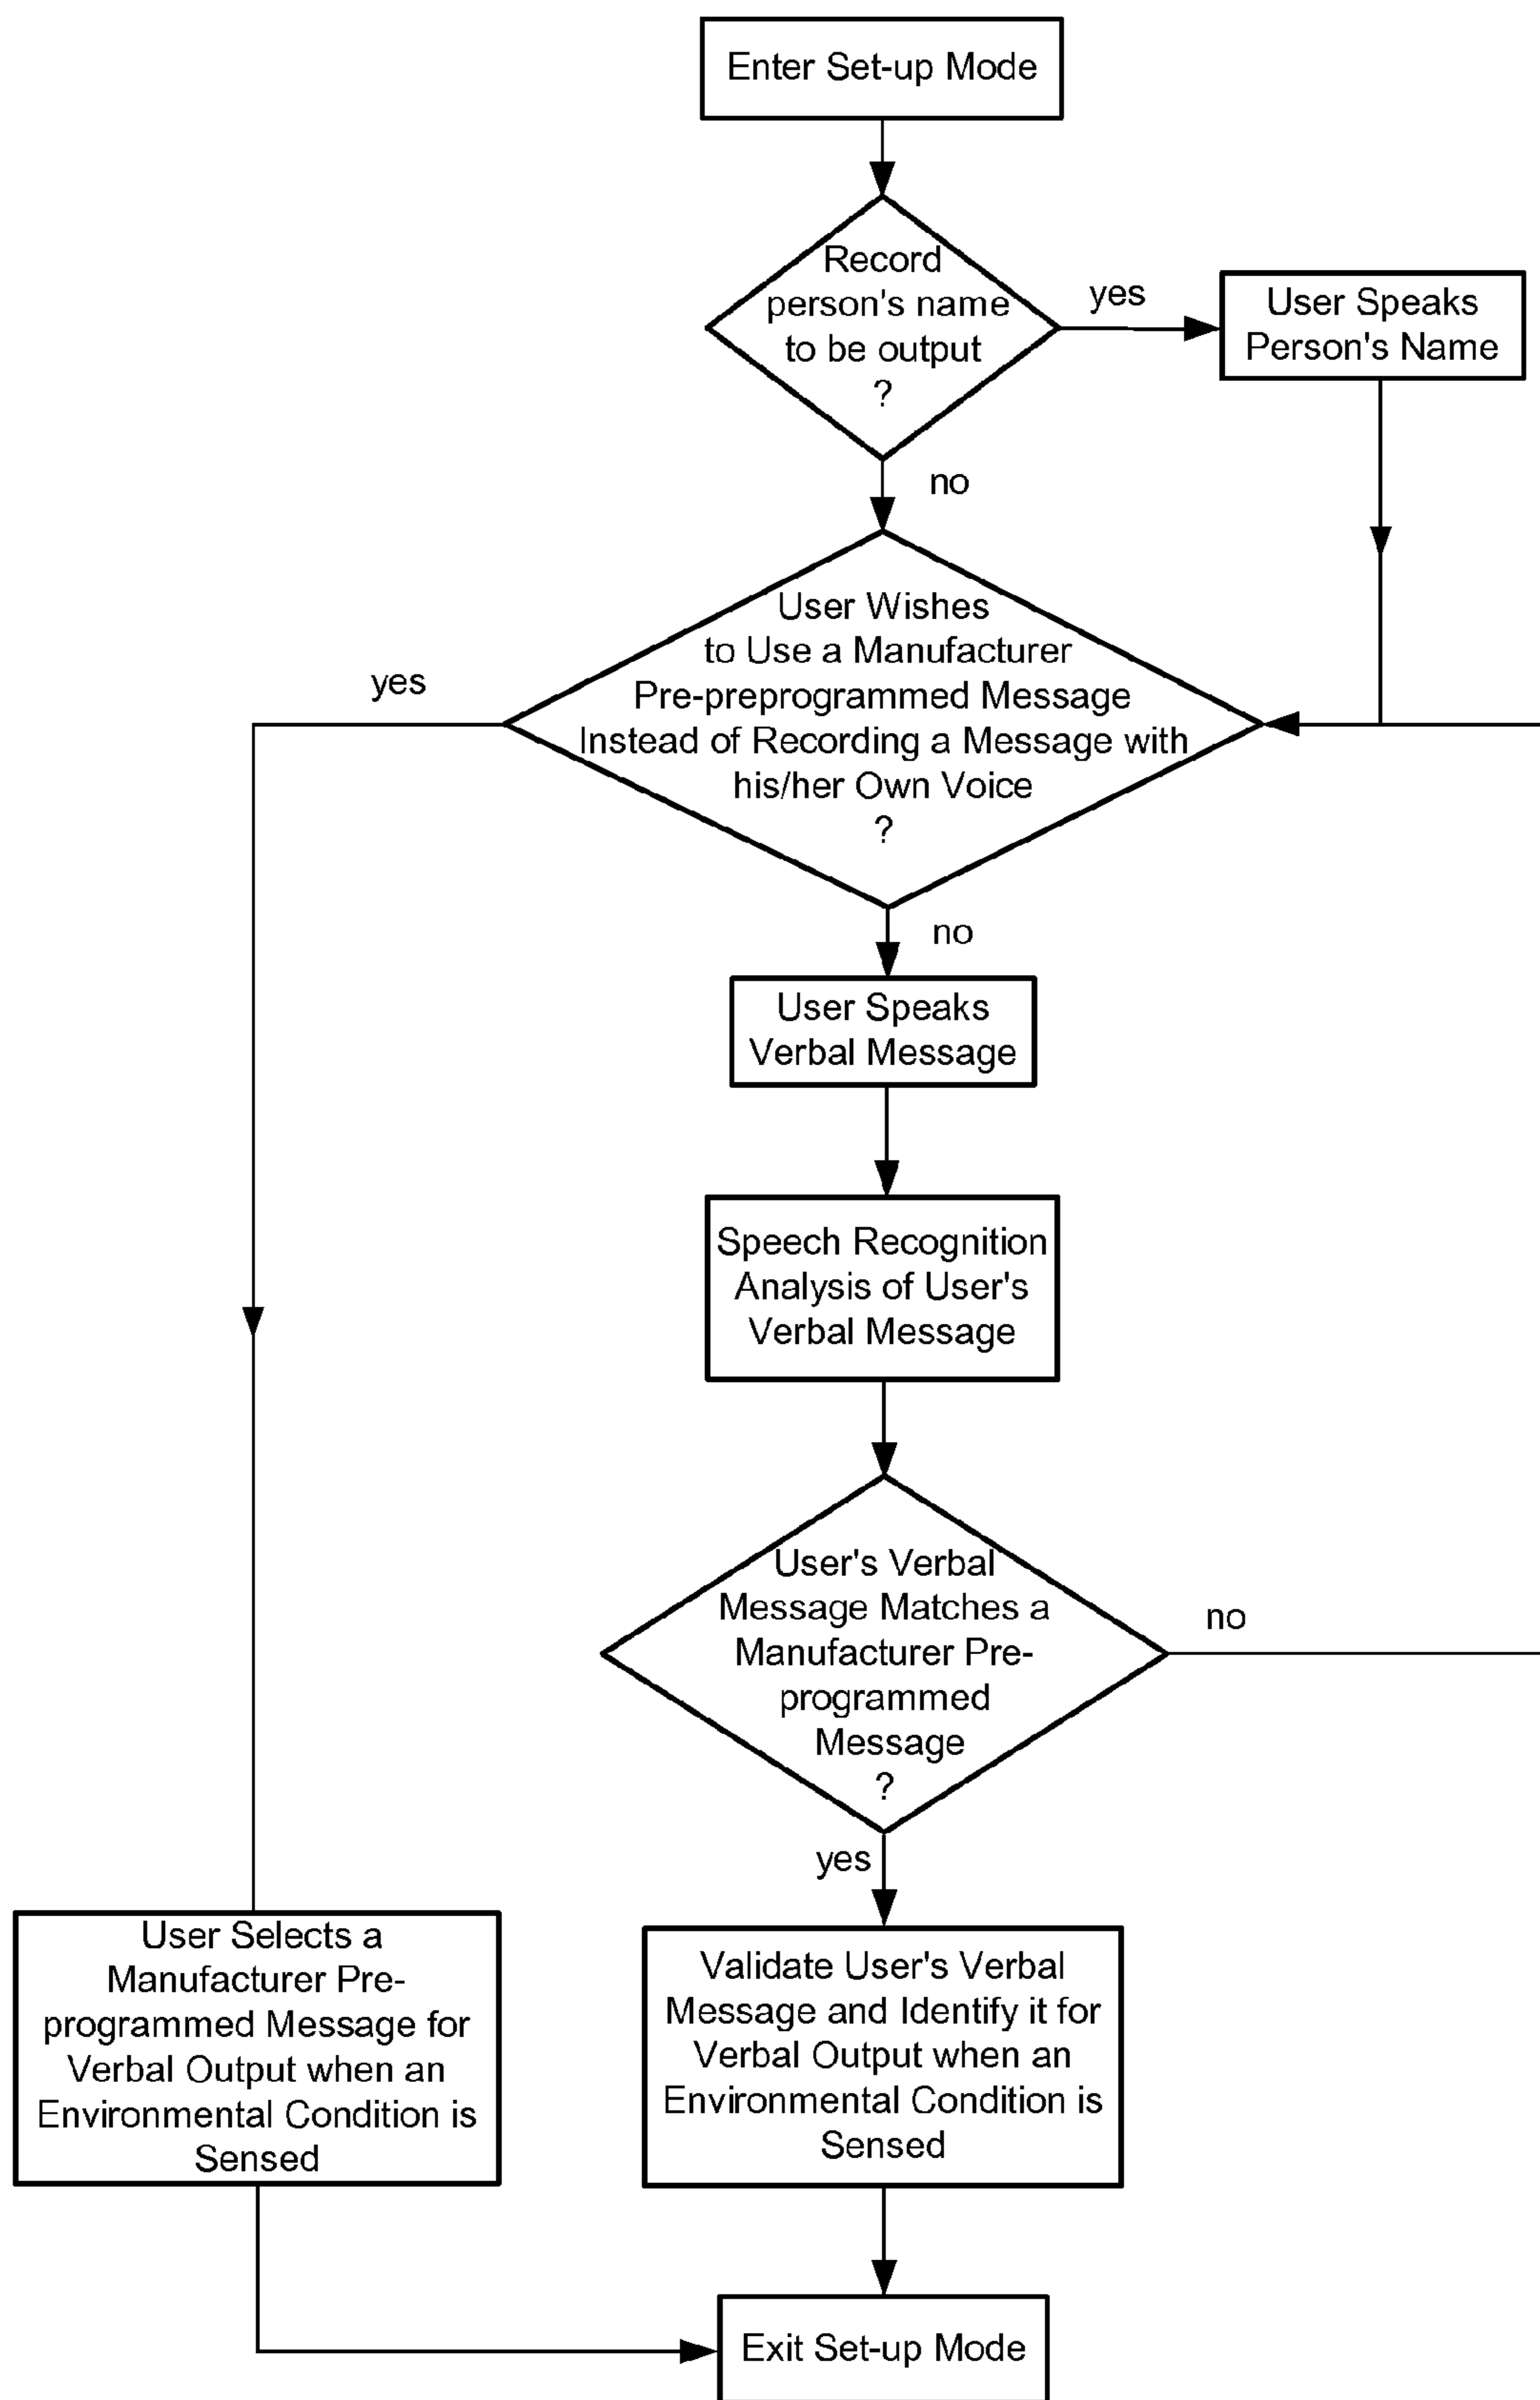 Enter Set-up Mode
Record
person's name
to be output
?
yes
User Speaks
Person's Name
no
User Wishes
to Use a Manufacturer
Pre-preprogrammed Message
Instead of Recording a Message with
his/her Own Voice
?
yes
no
User Speaks
Verbal Message
Speech Recognition
Analysis of User's
Verbal Message
User's Verbal
Message Matches a
Manufacturer Pre-
programmed
Message
?
no
yes
User Selects a
Manufacturer Pre-
programmed Message for
Verbal Output when an
Environmental Condition is
Sensed
Validate User's Verbal
Message and Identify it for
Verbal Output when an
Environmental Condition is
Sensed
Exit Set-up Mode